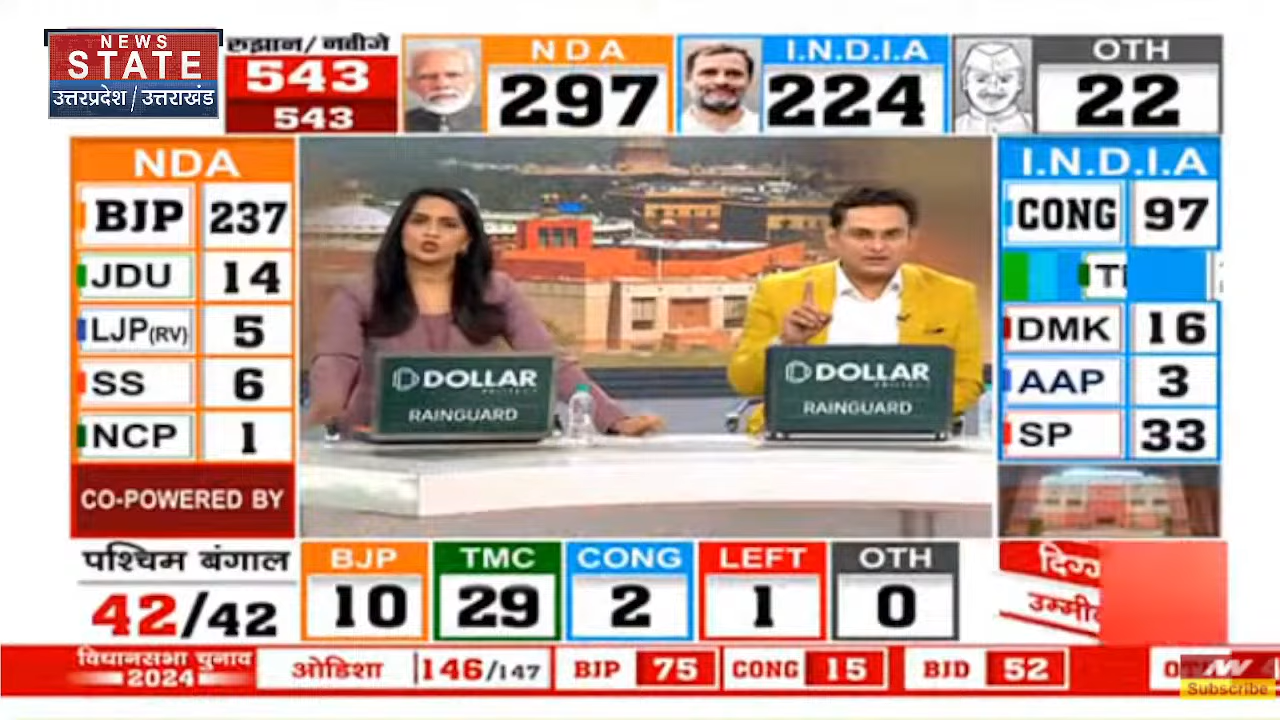 NEWS
STATE
उत्तरप्रदेश / उत्तराखंड
रुझान/ नतीजे
543
543
NDA
297
I.N.D.I.A
224
OTH
22
NDA
BJP 237
JDU 14
LJP(RV) 5
SS 6
NCP 1
CO-POWERED BY
I.N.D.I.A
CONG 97
DMK 16
AAP 3
SP 33
DOLLAR
RAINGUARD
DOLLAR
RAINGUARD
पश्चिम बंगाल
42/42
BJP 10
TMC 29
CONG 2
LEFT 1
OTH 0
विधानसभा चुनाव
2024
ओडिशा 146/147 BJP 75 CONG 15 BJD 52
Subscribe